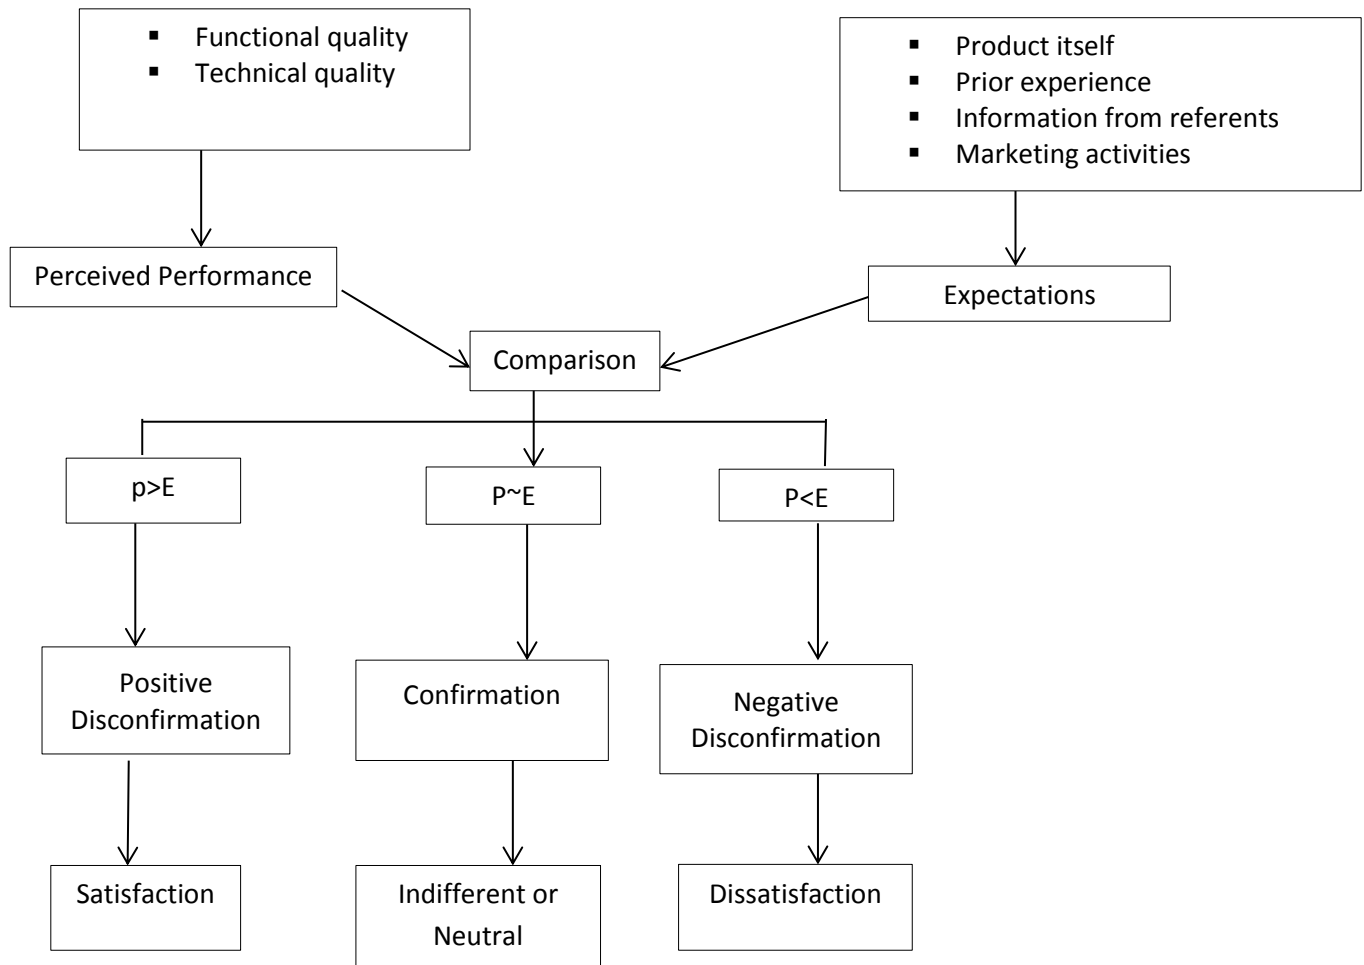 ▪ Functional quality
▪ Technical quality
▪ Product itself
▪ Prior experience
▪ Information from referents
▪ Marketing activities
Perceived Performance
Expectations
Comparison
p>E
P~E
P<E
Positive
Disconfirmation
Confirmation
Negative
Disconfirmation
Satisfaction
Indifferent or
Neutral
Dissatisfaction